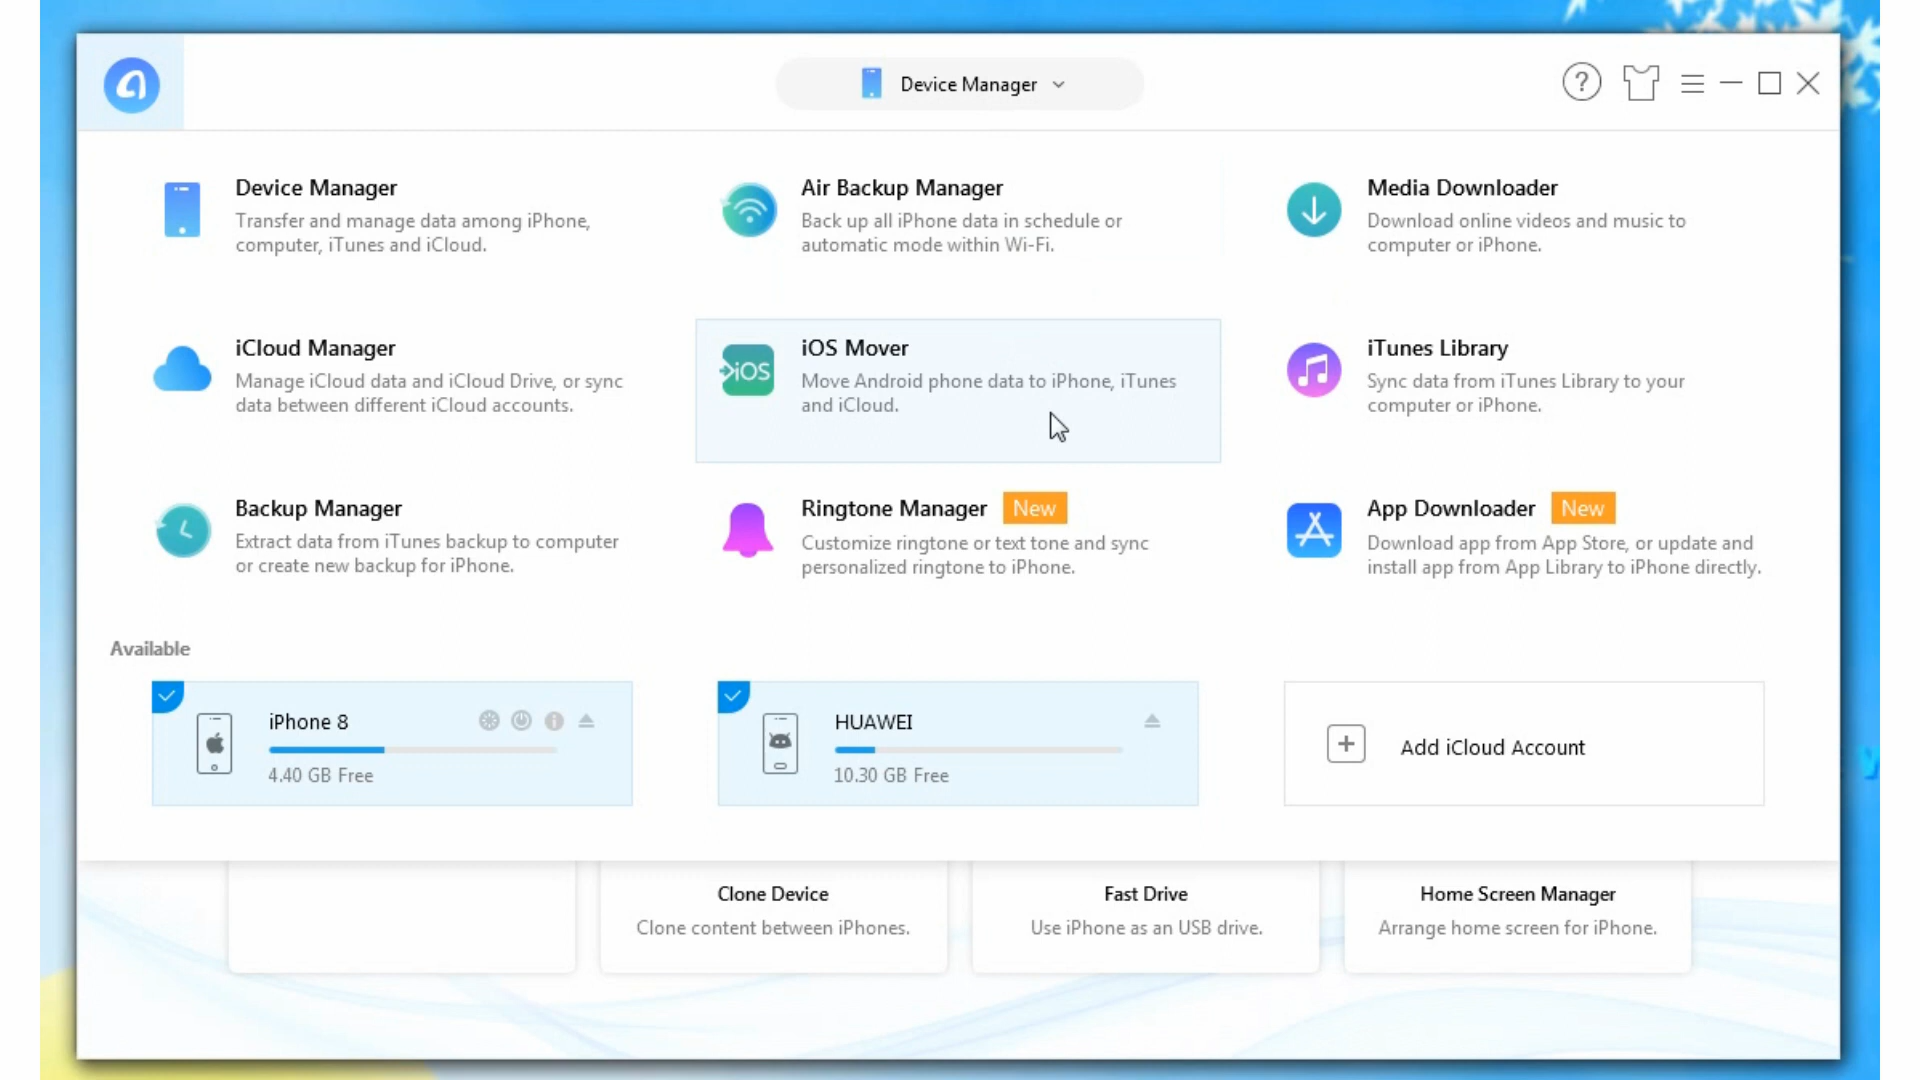 Device Manager
?
Device Manager
Transfer and manage data among iPhone,
computer, iTunes and iCloud.
Air Backup Manager
Back up all iPhone data in schedule or
automatic mode within Wi-Fi.
Media Downloader
Download online videos and music to
computer or iPhone.
iCloud Manager
Manage iCloud data and iCloud Drive, or sync
data between different iCloud accounts.
iOS
iOS Mover
Move Android phone data to iPhone, iTunes
and iCloud.
iTunes Library
Sync data from iTunes Library to your
computer or iPhone.
Backup Manager
Extract data from iTunes backup to computer
or create new backup for iPhone.
Ringtone Manager New
Customize ringtone or text tone and sync
personalized ringtone to iPhone.
App Downloader New
Download app from App Store, or update and
install app from App Library to iPhone directly.
Available
iPhone 8
4.40 GB Free
HUAWEI
10.30 GB Free
Add iCloud Account
Clone Device
Clone content between iPhones.
Fast Drive
Use iPhone as an USB drive.
Home Screen Manager
Arrange home screen for iPhone.